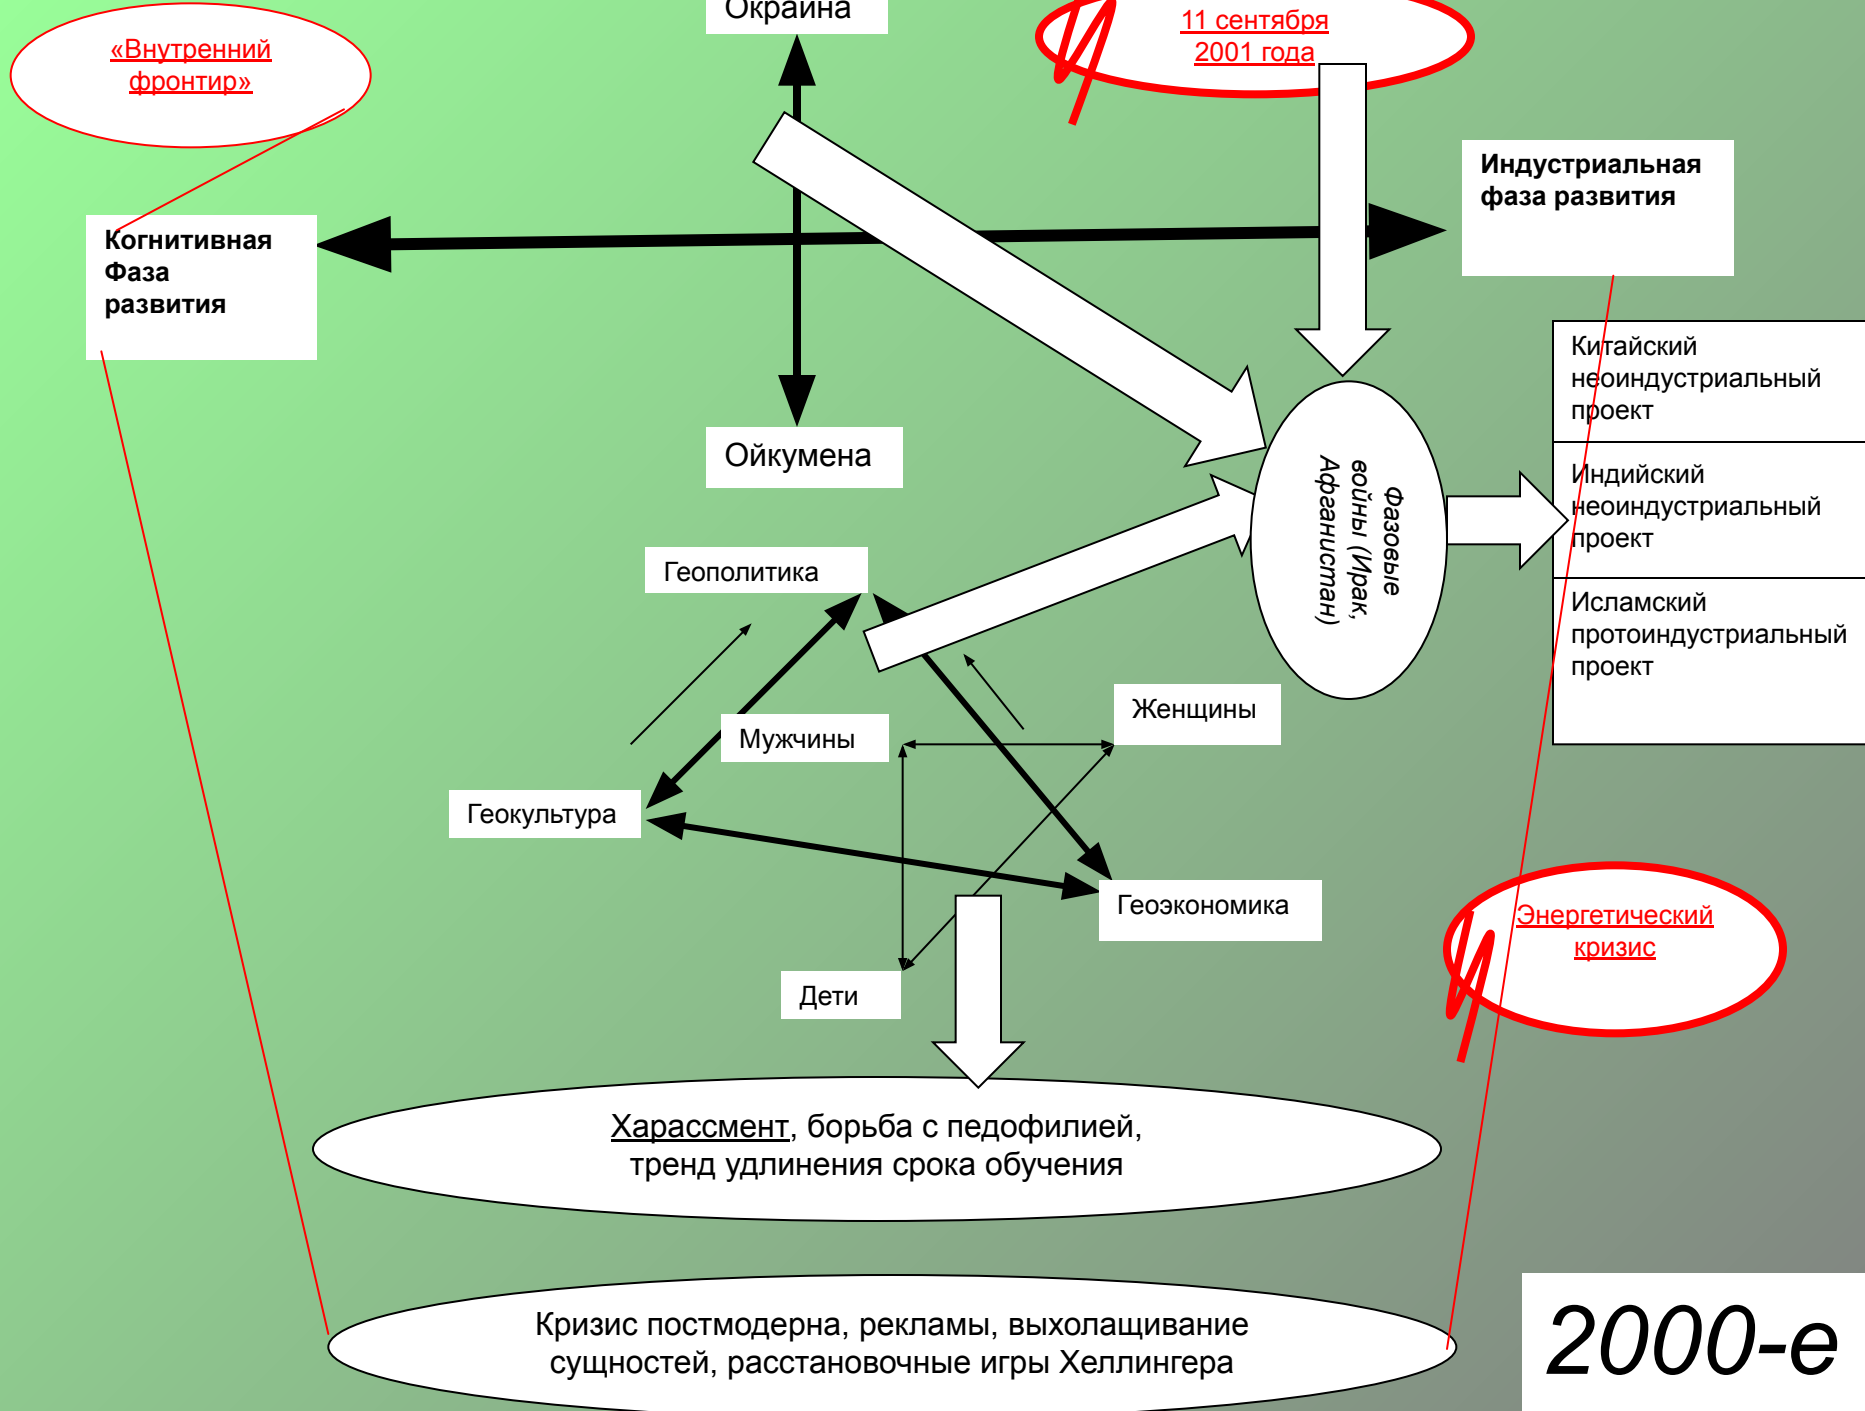 Окраина
11 сентября
2001 года
«Внутренний
фронтир»
Индустриальная
фаза развития
Когнитивная
Фаза
развития
Китайский
неоиндустриальный
проект
Ойкумена
Индийский
неоиндустриальный
проект
Фазовые
войны (Ирак,
Афганистан)
Геополитика
Исламский
протоиндустриальный
проект
Женщины
Мужчины
Геокультура
Геоэкономика
Энергетический
кризис
Дети
Харассмент, борьба с педофилией,
тренд удлинения срока обучения
Кризис постмодерна, рекламы, выхолащивание
сущностей, расстановочные игры Хеллингера
2000-е